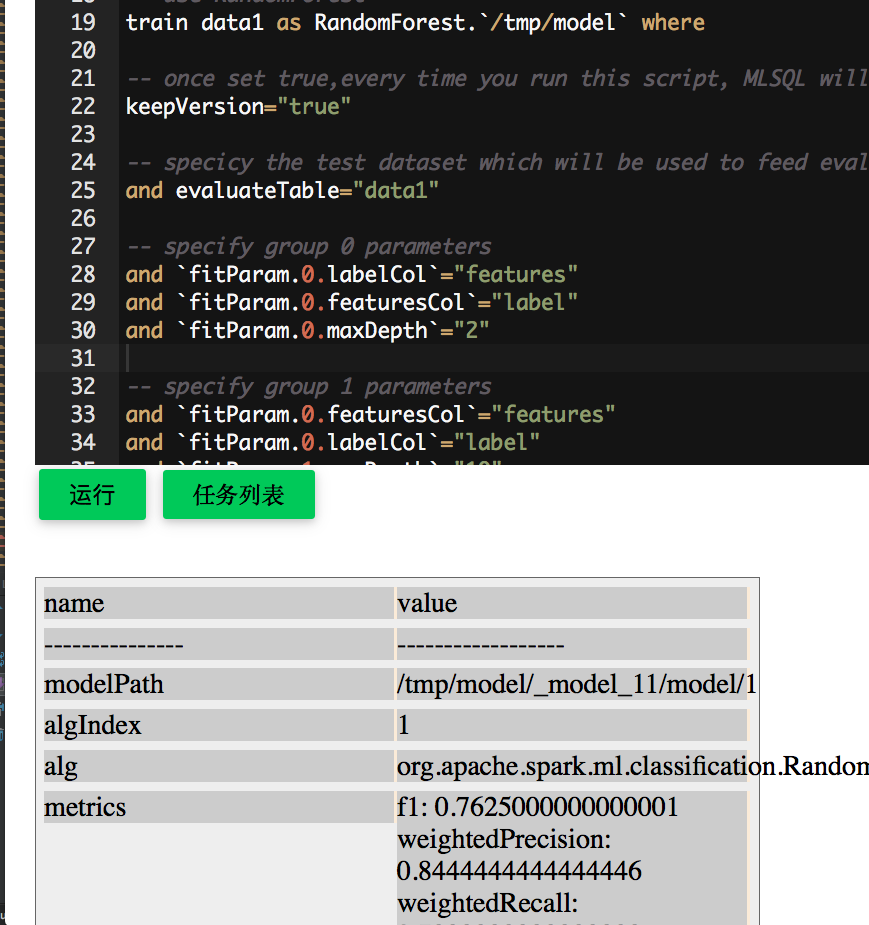 19 train data1 as RandomForest.`/tmp/model` where
20
21 -- once set true,every time you run this script, MLSQL will
22 keepVersion="true"
23
24 -- specicy the test dataset which will be used to feed eval
25 and evaluateTable="data1"
26
27 -- specify group 0 parameters
28 and `fitParam.0.labelCol`="features"
29 and `fitParam.0.featuresCol`="label"
30 and `fitParam.0.maxDepth`="2"
31
32 -- specify group 1 parameters
33 and `fitParam.0.featuresCol`="features"
34 and `fitParam.0.labelCol`="label"
运行 任务列表
name value
--------------- ------------------
modelPath /tmp/model/_model_11/model/1
algIndex 1
alg org.apache.spark.ml.classification.Random
metrics f1: 0.7625000000000001
weightedPrecision:
0.8444444444444446
weightedRecall: